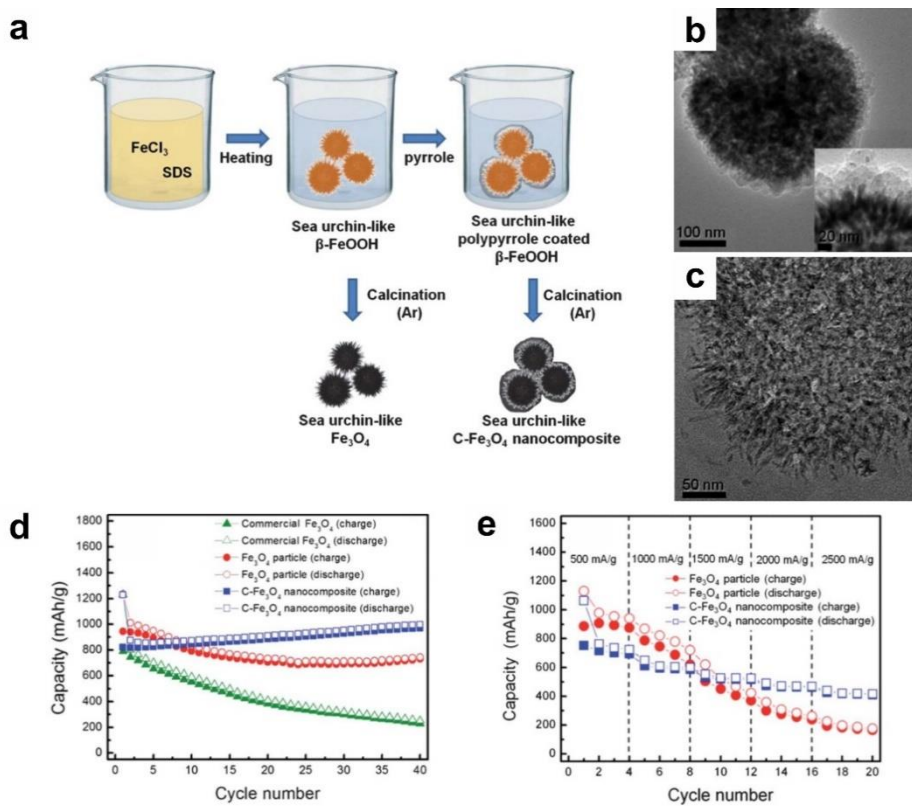 a
FeCl₃
SDS
Heating
pyrrole
Sea urchin-like
β-FeOOH
Sea urchin-like
polypyrrole coated
β-FeOOH
Calcination
(Ar)
Calcination
(Ar)
Sea urchin-like
Fe₃O₄
Sea urchin-like
C-Fe₃O₄ nanocomposite
b
100 nm
20 nm
c
50 nm
d
Capacity (mAh/g)
1800
1600
1400
1200
1000
800
600
400
200
0
Commercial Fe₃O₄ (charge)
Commercial Fe₃O₄ (discharge)
Fe₃O₄ particle (charge)
Fe₃O₄ particle (discharge)
C-Fe₃O₄ nanocomposite (charge)
C-Fe₃O₄ nanocomposite (discharge)
0 5 10 15 20 25 30 35 40
Cycle number
e
Capacity (mAh/g)
1600
1400
1200
1000
800
600
400
200
0
500 mA/g 1000 mA/g 1500 mA/g 2000 mA/g 2500 mA/g
Fe₃O₄ particle (charge)
Fe₃O₄ particle (discharge)
C-Fe₃O₄ nanocomposite (charge)
C-Fe₃O₄ nanocomposite (discharge)
0 2 4 6 8 10 12 14 16 18 20
Cycle number